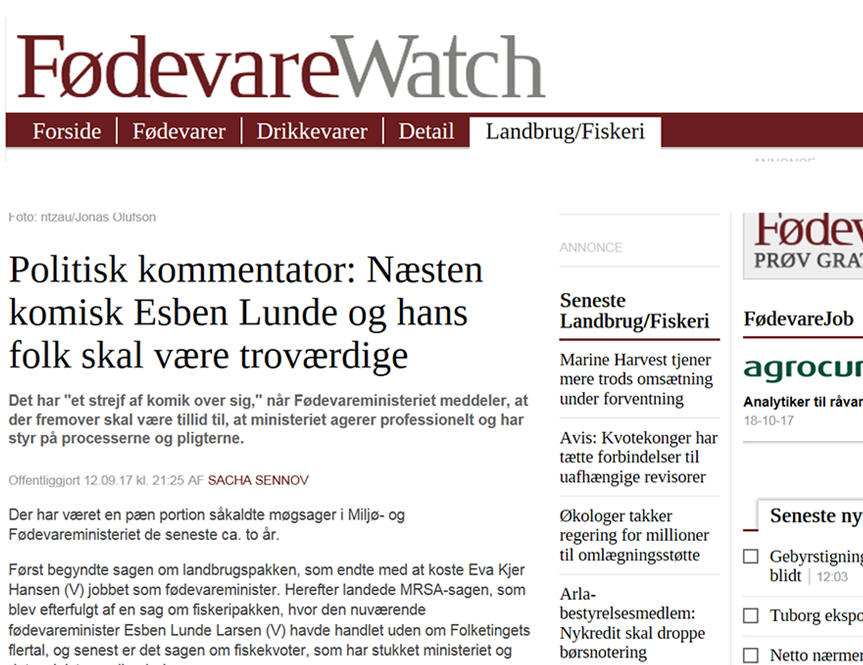 FødevareWatch
Forside
Fødevarer
Drikkevarer
Detail
Landbrug/Fiskeri
ANNONCE
Foto: ntzau/Jonas Olufson
Politisk kommentator: Næsten
komisk Esben Lunde og hans
folk skal være troværdige
Det har "et strejf af komik over sig," når Fødevareministeriet meddeler, at
der fremover skal være tillid til, at ministeriet agerer professionelt og har
styr på processerne og pligterne.
Offentliggjort 12.09.17 kl. 21:25 AF SACHA SENNOV
Der har været en pæn portion såkaldte møgsager i Miljø- og
Fødevareministeriet de seneste ca. to år.
Først begyndte sagen om landbrugspakken, som endte med at koste Eva Kjer
Hansen (V) jobbet som fødevareminister. Herefter landede MRSA-sagen, som
blev efterfulgt af en sag om fiskeripakken, hvor den nuværende
fødevareminister Esben Lunde Larsen (V) havde handlet uden om Folketingets
flertal, og senest er det sagen om fiskekvoter, som har stukket ministeriet og
ANNONCE
Seneste
Landbrug/Fiskeri
Marine Harvest tjener
mere trods omsætning
under forventning
Avis: Kvotekonger har
tætte forbindelser til
uafhængige revisorer
Økologer takker
regering for millioner
til omlægningsstøtte
Arla-
bestyrelsesmedlem:
Nykredit skal droppe
børsnotering
Fødev
PRØV GRA
FødevareJob
agrocu
Analytiker til råvar
18-10-17
Seneste ny
Gebyrstigning
blidt | 12:03
Tuborg ekspo
Netto nærme